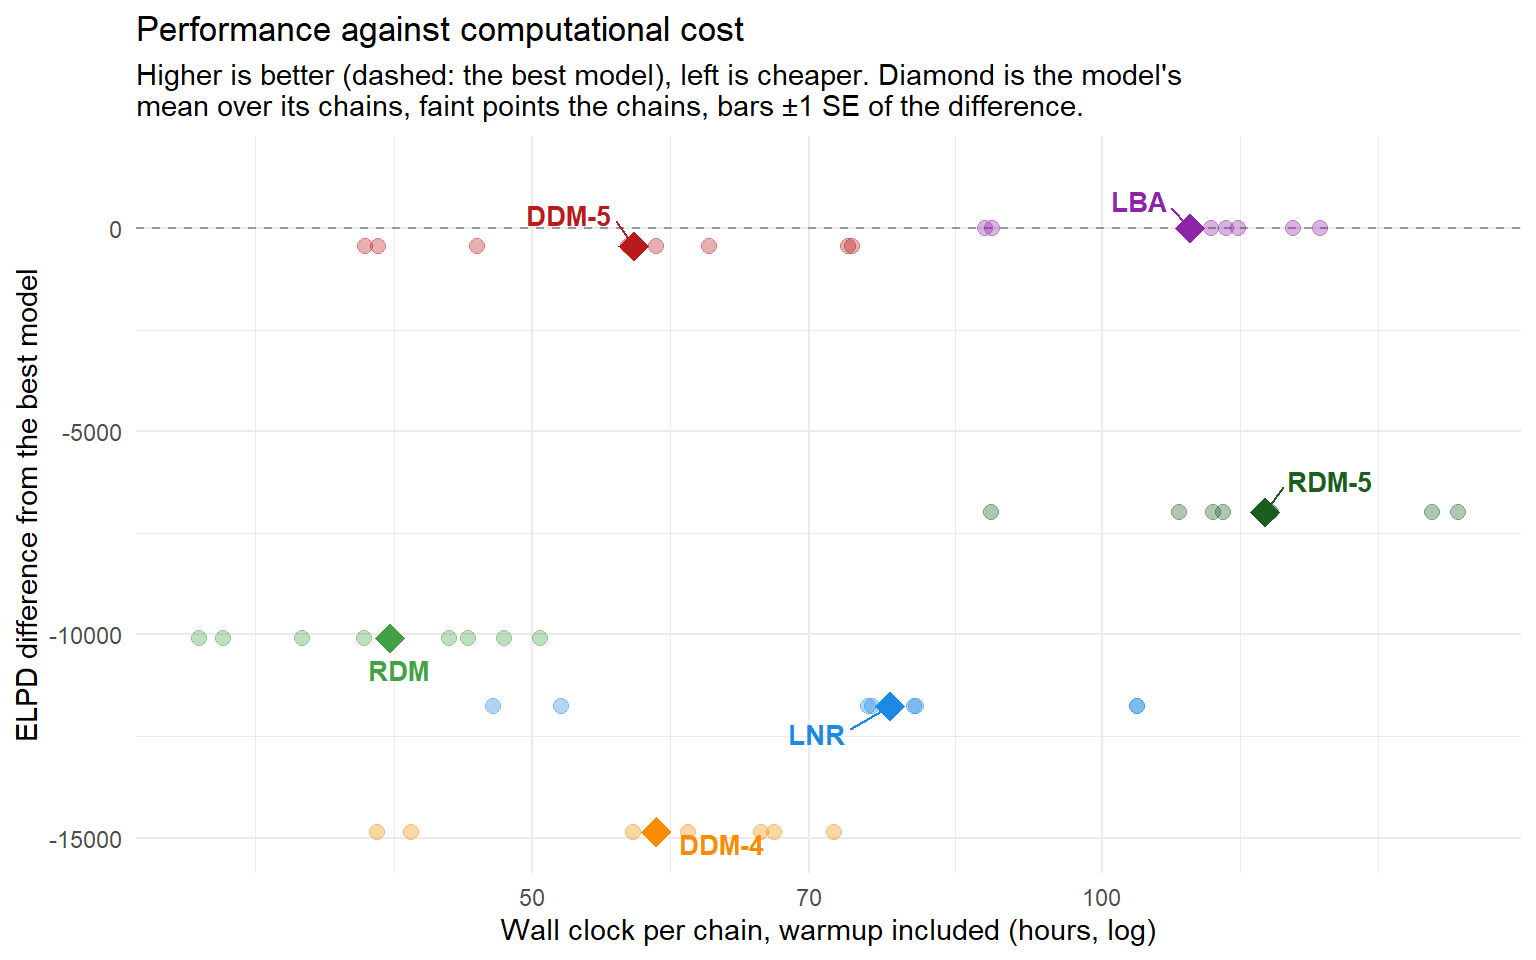 Performance against computational cost
Higher is better (dashed: the best model), left is cheaper. Diamond is the model's
mean over its chains, faint points the chains, bars ±1 SE of the difference.
ELPD difference from the best model
0
-5000
-10000
-15000
DDM-5
LBA
RDM-5
RDM
LNR
DDM-4
50
70
100
Wall clock per chain, warmup included (hours, log)